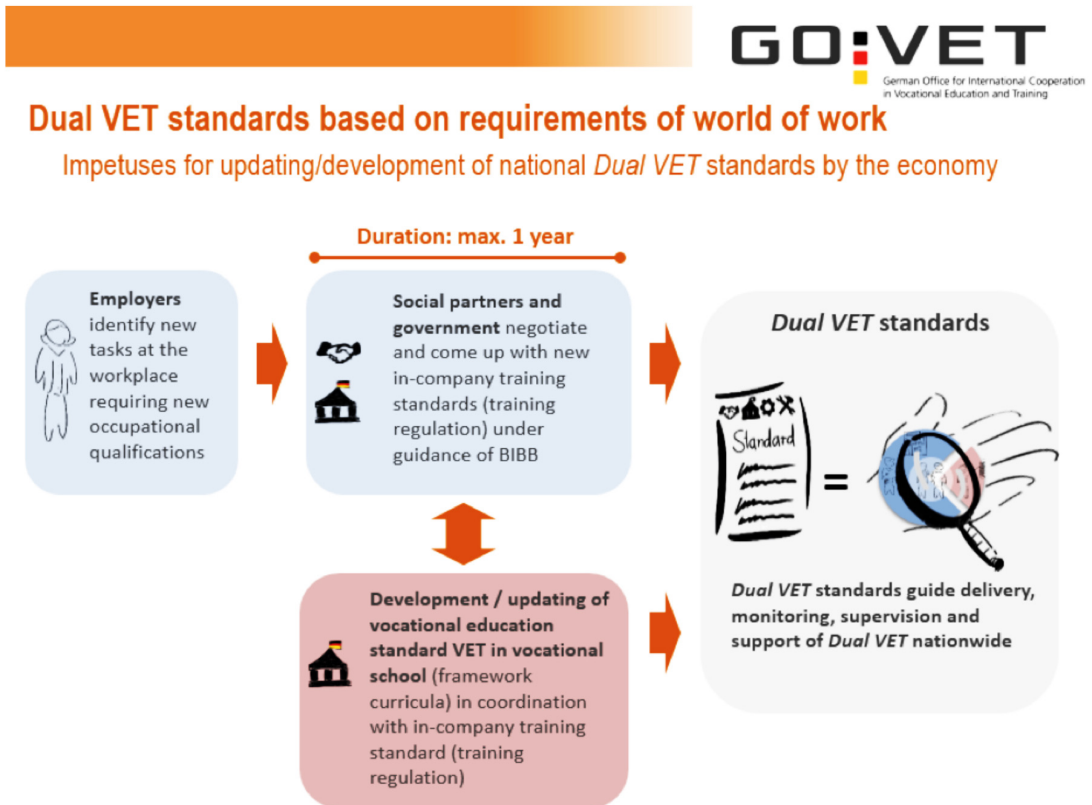 GO:VET
German Office for International Cooperation
in Vocational Education and Training
Dual VET standards based on requirements of world of work
Impetuses for updating/development of national Dual VET standards by the economy
Duration: max. 1 year
Employers
identify new
tasks at the
workplace
requiring new
occupational
qualifications
Social partners and
government negotiate
and come up with new
in-company training
standards (training
regulation) under
guidance of BIBB
Development / updating of
vocational education
standard VET in vocational
school (framework
curricula) in coordination
with in-company training
standard (training
regulation)
Dual VET standards
Standard
=
Dual VET standards guide delivery,
monitoring, supervision and
support of Dual VET nationwide